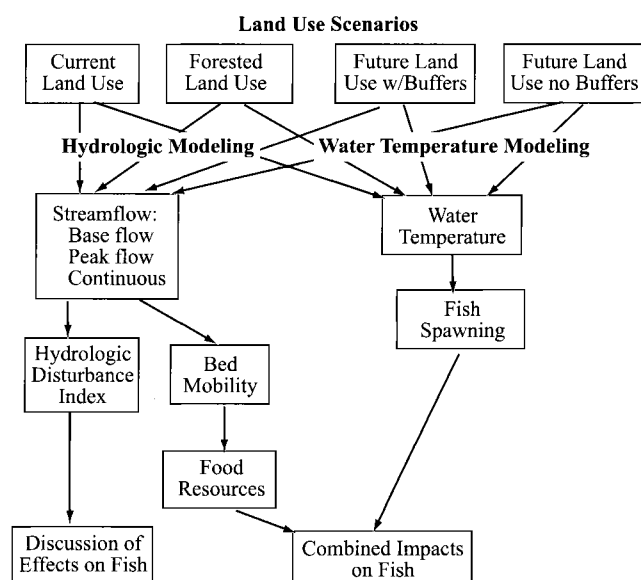 Land Use Scenarios
Current
Land Use
Forested
Land Use
Future Land
Use w/Buffers
Future Land
Use no Buffers
Hydrologic Modeling
Water Temperature Modeling
Streamflow:
Base flow
Peak flow
Continuous
Water
Temperature
Fish
Spawning
Hydrologic
Disturbance
Index
Bed
Mobility
Food
Resources
Discussion of
Effects on Fish
Combined Impacts
on Fish